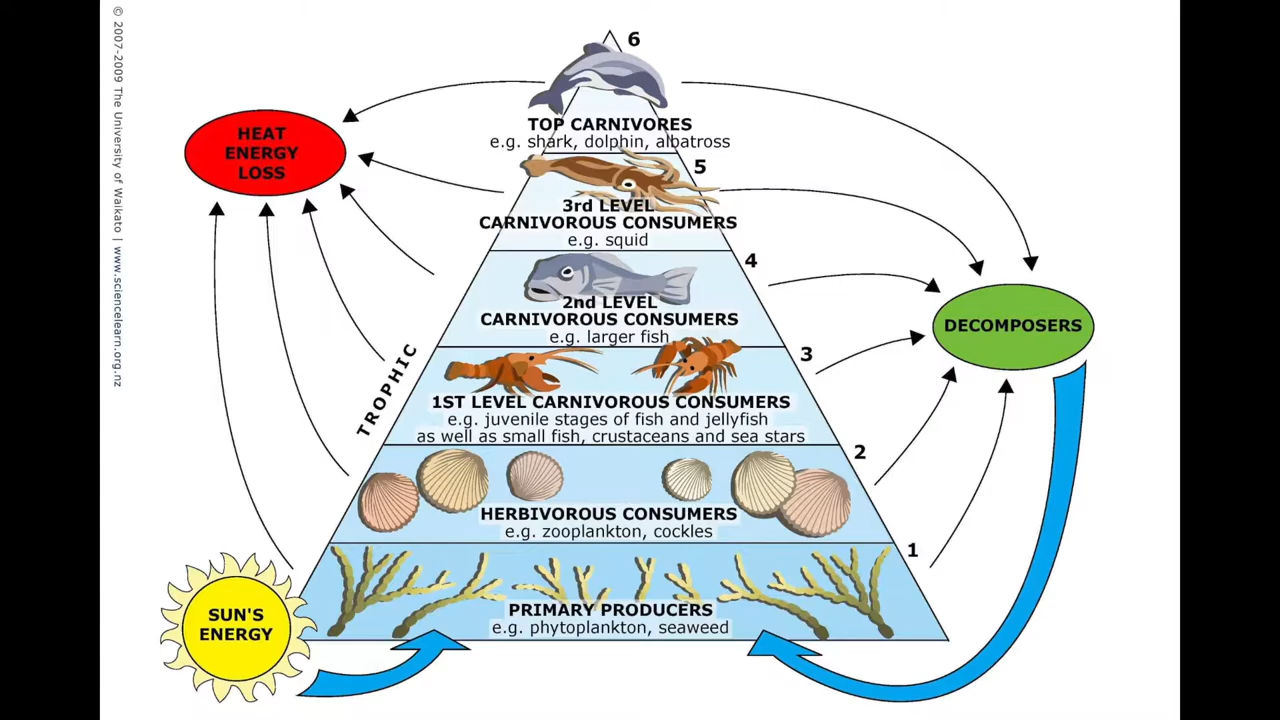 © 2007-2009 The University of Waikato | www.sciencelearn.org.nz
6
TOP CARNIVORES
e.g. shark, dolphin, albatross
HEAT
ENERGY
LOSS
5
3rd LEVEL
CARNIVOROUS CONSUMERS
e.g. squid
4
2nd LEVEL
CARNIVOROUS CONSUMERS
e.g. larger fish
DECOMPOSERS
TROPHIC
3
1ST LEVEL CARNIVOROUS CONSUMERS
e.g. juvenile stages of fish and jellyfish
as well as small fish, crustaceans and sea stars
2
HERBIVOROUS CONSUMERS
e.g. zooplankton, cockles
1
PRIMARY PRODUCERS
e.g. phytoplankton, seaweed
SUN'S
ENERGY